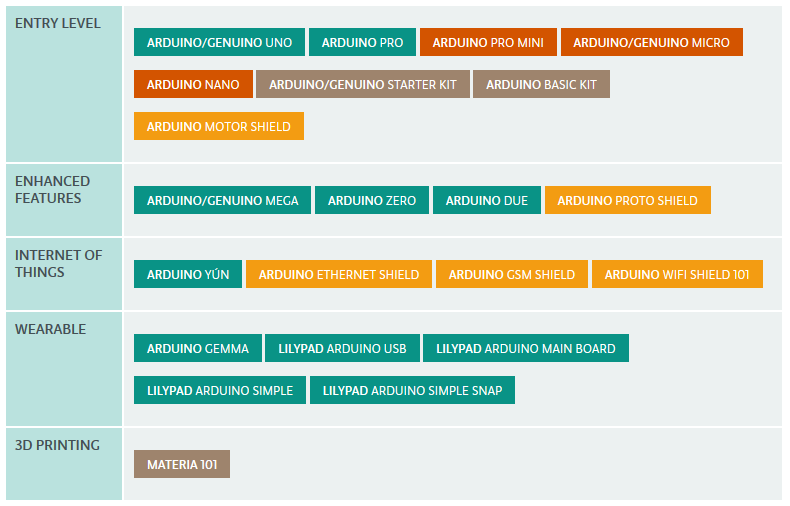 ENTRY LEVEL
ARDUINO/GENUINO UNO ARDUINO PRO ARDUINO PRO MINI ARDUINO/GENUINO MICRO
ARDUINO NANO ARDUINO/GENUINO STARTER KIT ARDUINO BASIC KIT
ARDUINO MOTOR SHIELD
ENHANCED
FEATURES
ARDUINO/GENUINO MEGA ARDUINO ZERO ARDUINO DUE ARDUINO PROTO SHIELD
INTERNET OF
THINGS
ARDUINO YÚN ARDUINO ETHERNET SHIELD ARDUINO GSM SHIELD ARDUINO WIFI SHIELD 101
WEARABLE
ARDUINO GEMMA LILYPAD ARDUINO USB LILYPAD ARDUINO MAIN BOARD
LILYPAD ARDUINO SIMPLE LILYPAD ARDUINO SIMPLE SNAP
3D PRINTING
MATERIA 101